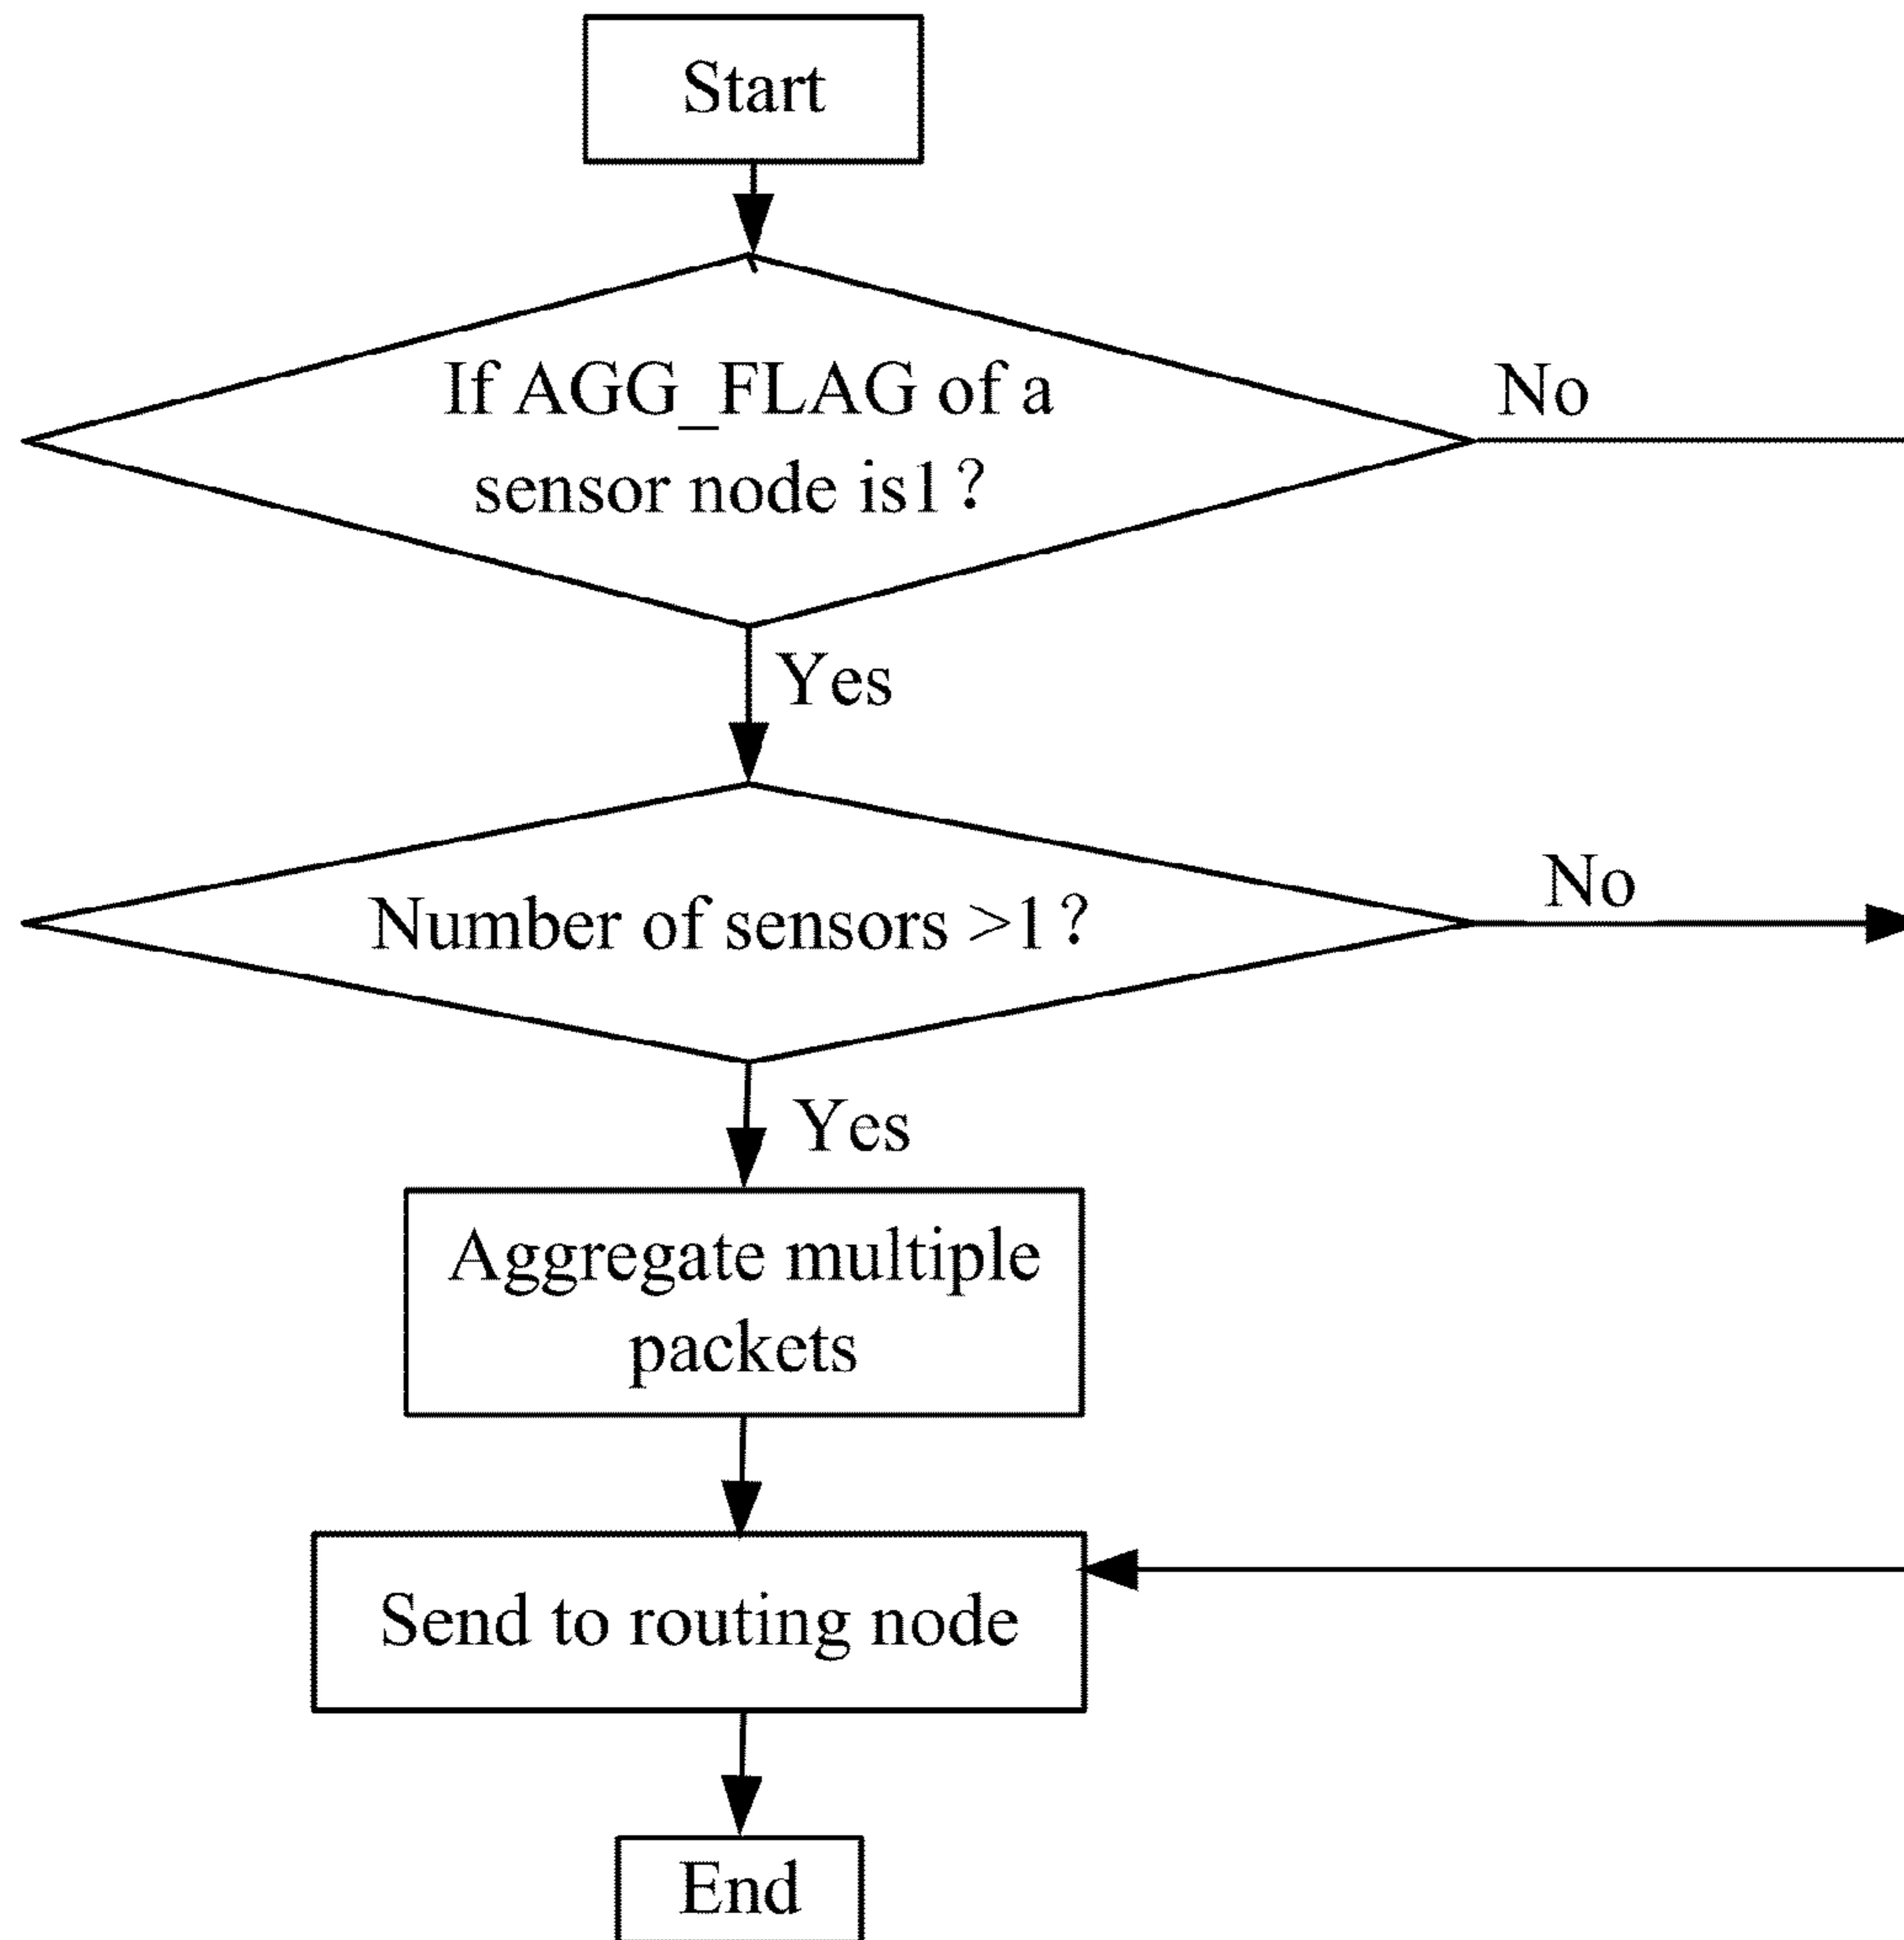 Start
If AGG_FLAG of a
No
sensor node is1?
Yes
Number of sensors >1?
No
Yes
Aggregate multiple
packets
Send to routing node
End